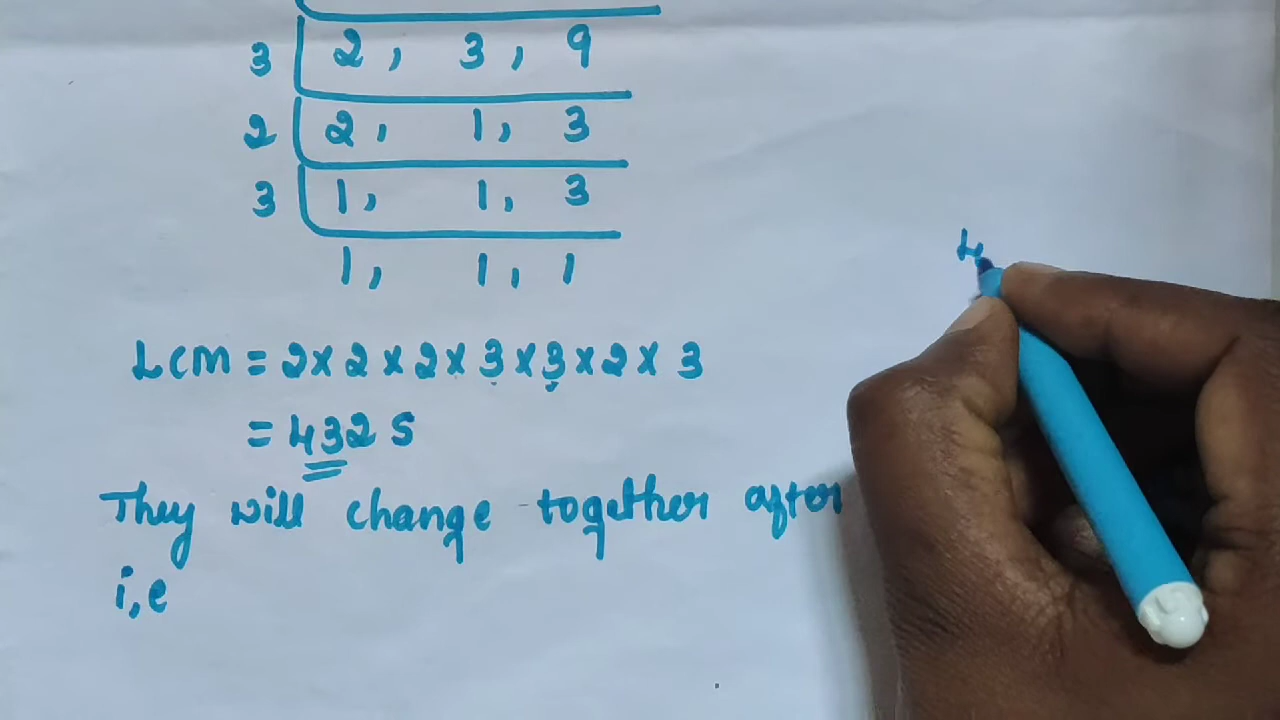 3 2, 3, 9
2 2, 1, 3
3 1, 1, 3
1, 1, 1
4
LCM = 2×2×2×3×3×2×3
= 432 s
They will change together after
i,e